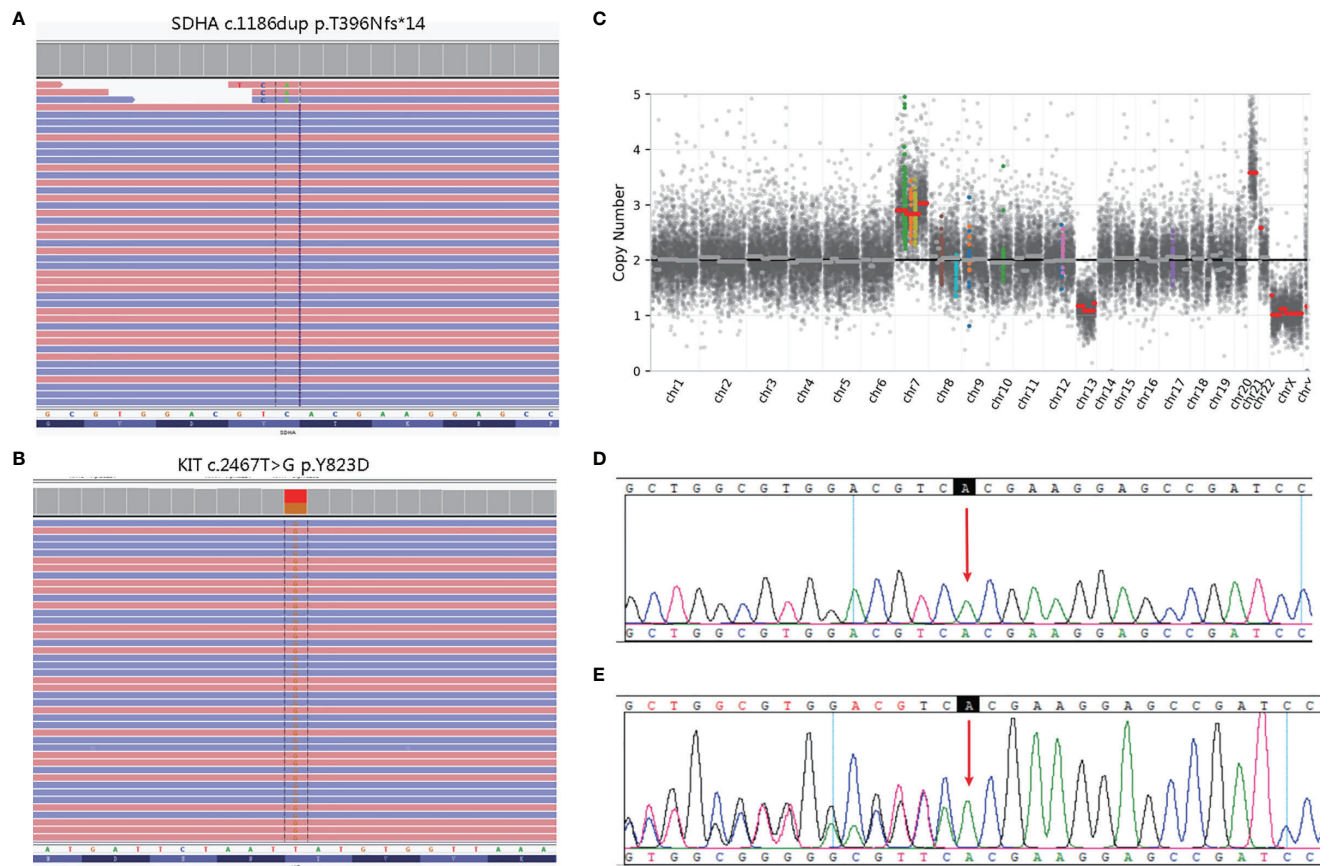 A
SDHA c.1186dup p.T396Nfs*14
T C A
C A
C
G C G T G G A C G T C A C G A A G G A G C C
G V D V T K E P
SDHA
B
KIT c.2467T>G p.Y823D
G
A T G A T T C T A A T T A T G T G G T T A A A
C
Copy Number
5
4
3
2
1
0
chr1
chr2
chr3
chr4
chr5
chr6
chr7
chr8
chr9
chr10
chr11
chr12
chr13
chr14
chr15
chr16
chr17
chr18
chr19
chr20
chr21
chr22
chrX
chrY
D
G C T G G C G T G G A C G T C A C G A A G G A G C C G A T C C
G C T G G C G T G G A C G T C A C G A A G G A G C C G A T C C
E
G C T G G C G T G G A C G T C A C G A A G G A G C C G A T C C
G T G G C G G G G G C G T T C A C G A A G G A G C C G A T C C